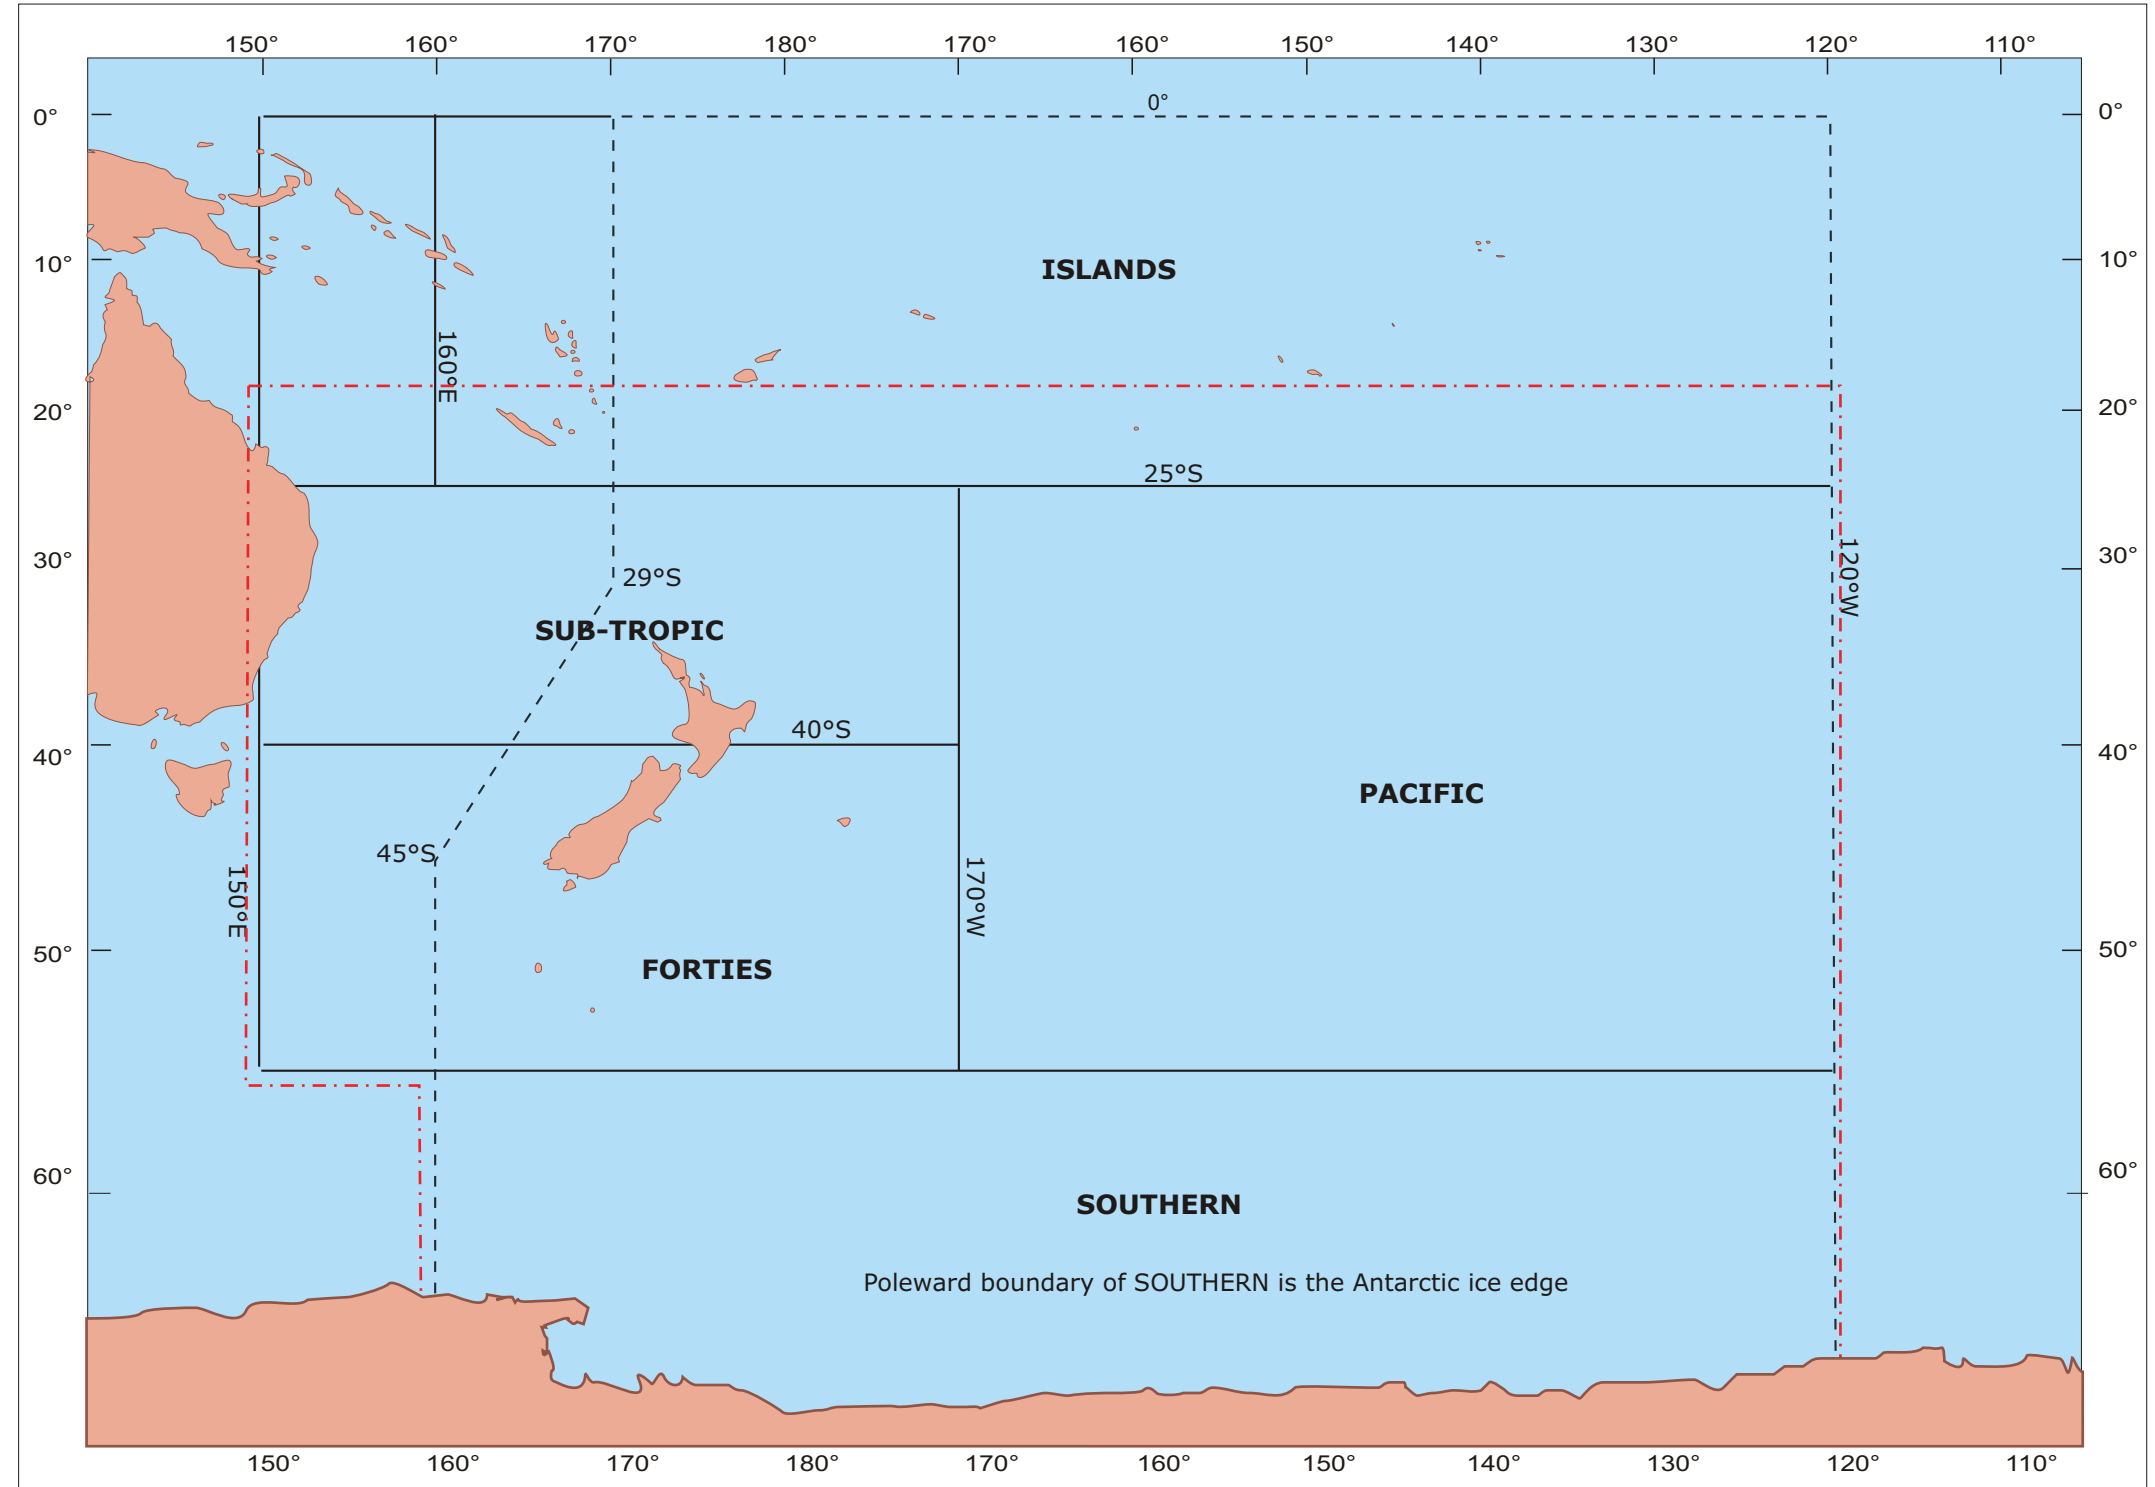 150° 160° 170° 180° 170° 160° 150° 140° 130° 120° 110°
0°
0° 0°
10° 10°
ISLANDS
160°E
20° 20°
25°S
30° 30°
29°S
120°W
SUB-TROPIC
40°S
40° 40°
PACIFIC
45°S
150°E
170°W
50° 50°
FORTIES
60° 60°
SOUTHERN
Poleward boundary of SOUTHERN is the Antarctic ice edge
150° 160° 170° 180° 170° 160° 150° 140° 130° 120° 110°